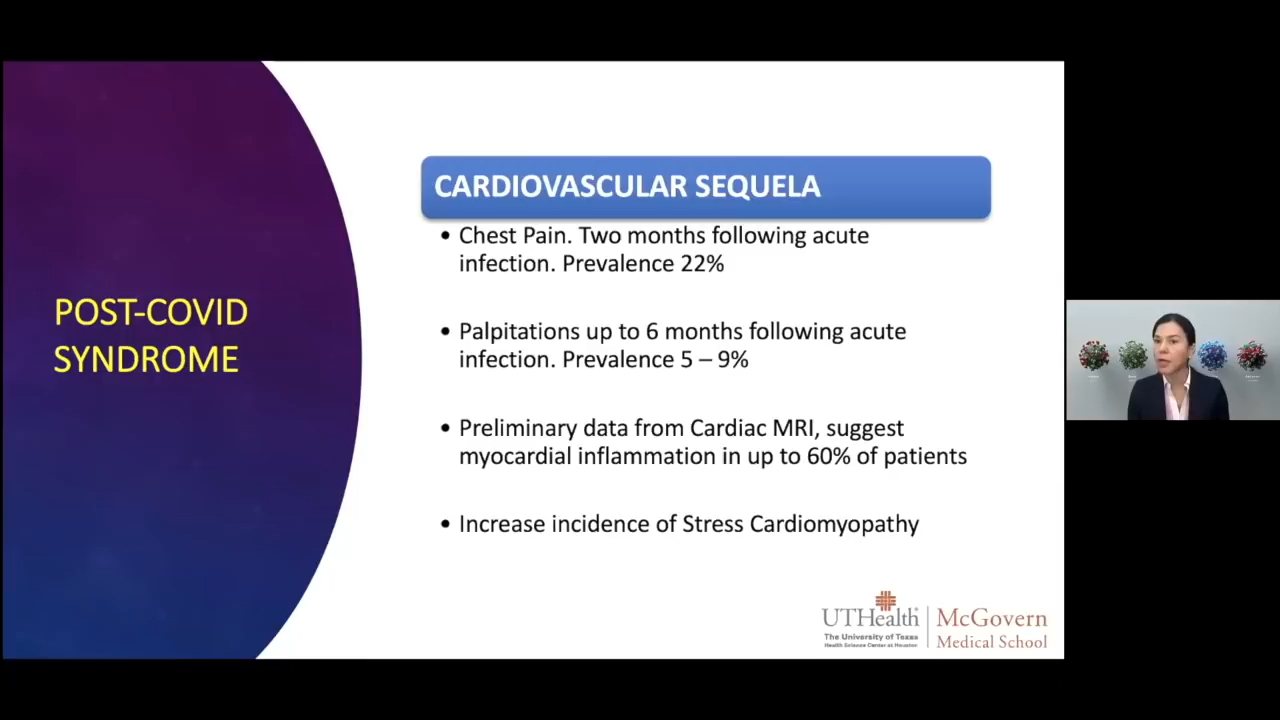 POST-COVID
SYNDROME
CARDIOVASCULAR SEQUELA
• Chest Pain. Two months following acute
infection. Prevalence 22%
• Palpitations up to 6 months following acute
infection. Prevalence 5 – 9%
• Preliminary data from Cardiac MRI, suggest
myocardial inflammation in up to 60% of patients
• Increase incidence of Stress Cardiomyopathy
UTHealth
The University of Texas
Health Science Center at Houston
McGovern
Medical School